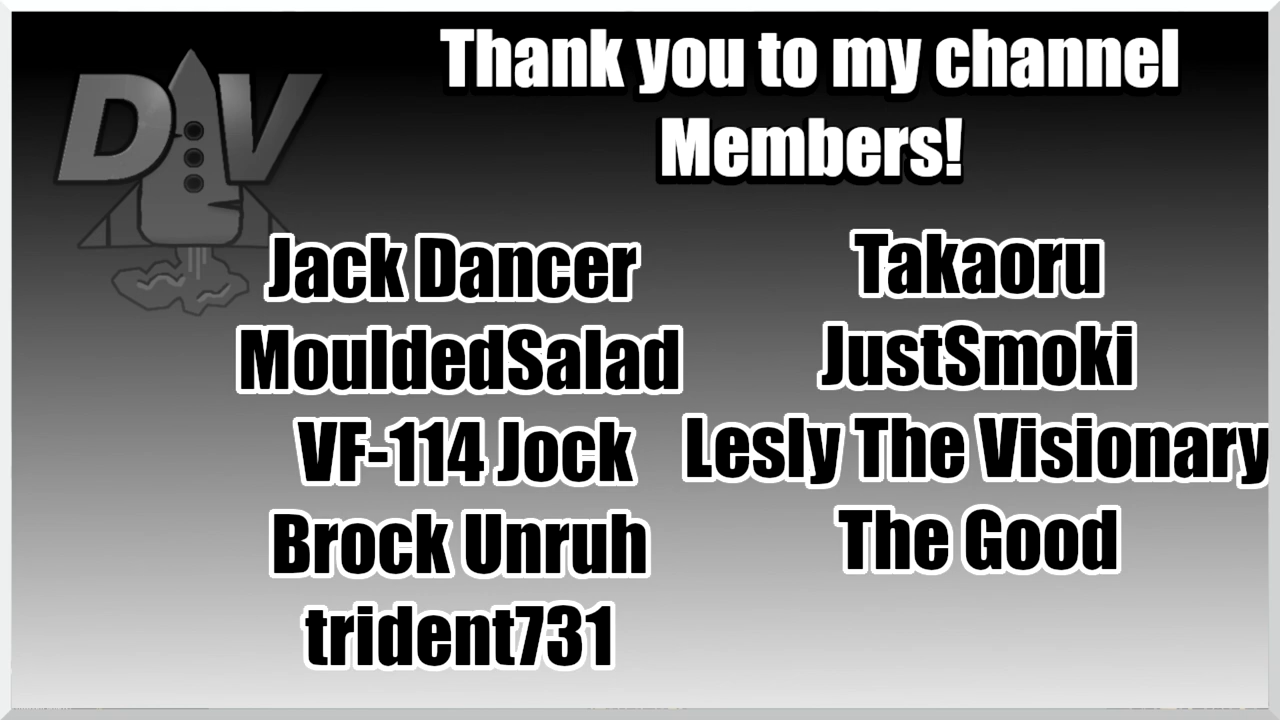 DAV
Thank you to my channel
Members!
Jack Dancer
MouldedSalad
VF-114 Jock
Brock Unruh
trident731
Takaoru
JustSmoki
Lesly The Visionary
The Good